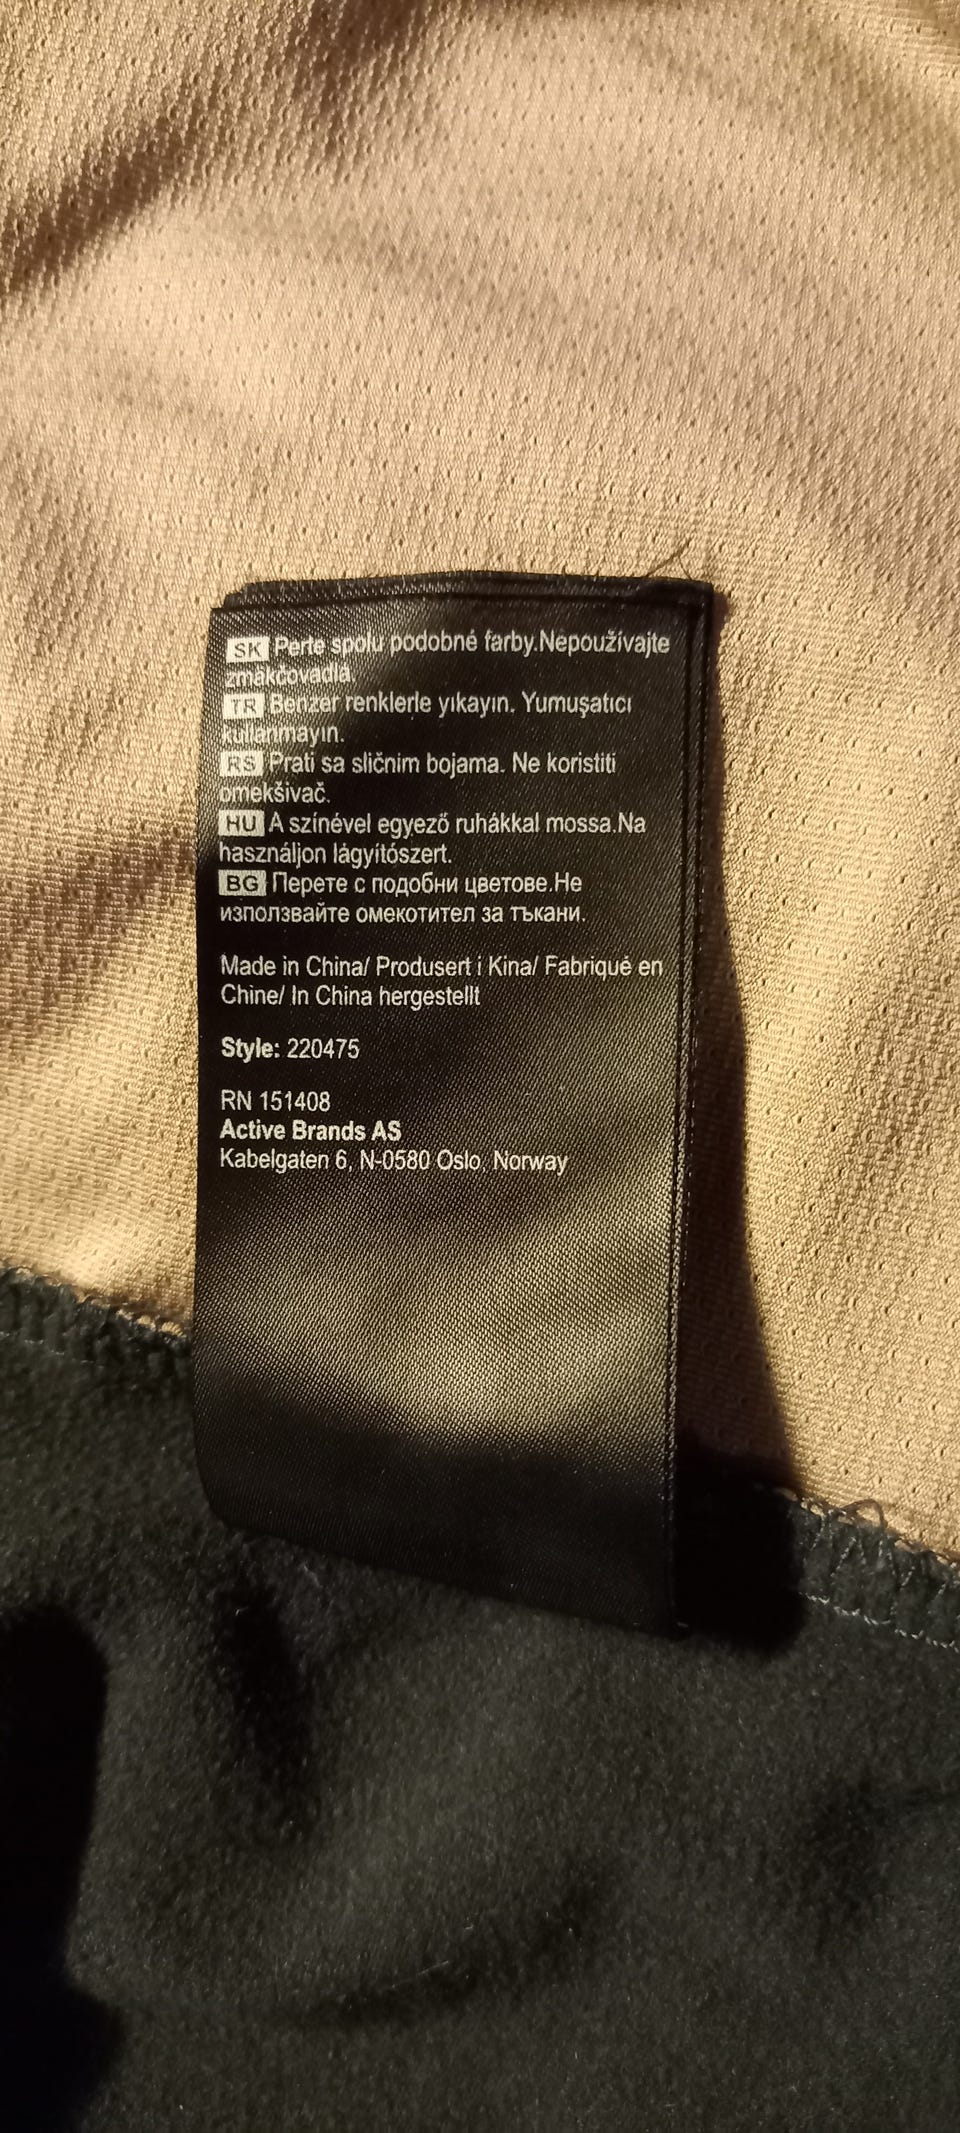 SK Perte spolu podobné farby.Nepoužívajte
zmäkčovadlá.
TR Benzer renklerle yıkayın. Yumuşatıcı
kullanmayın.
RS Prati sa sličnim bojama. Ne koristiti
omekšivač.
HU A színével egyező ruhákkal mossa.Na
használjon lágyítószert.
BG Перете с подобни цветове.Не
използвайте омекотител за тъкани.
Made in China/ Produsert i Kina/ Fabriqué en
Chine/ In China hergestellt
Style: 220475
RN 151408
Active Brands AS
Kabelgaten 6, N-0580 Oslo, Norway